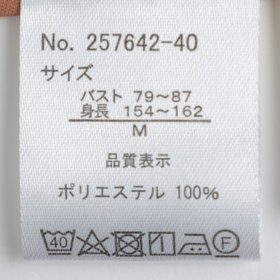 No. 257642-40
サイズ
バスト 79～87
身長 154～162
M
品質表示
ポリエステル 100%
40 F